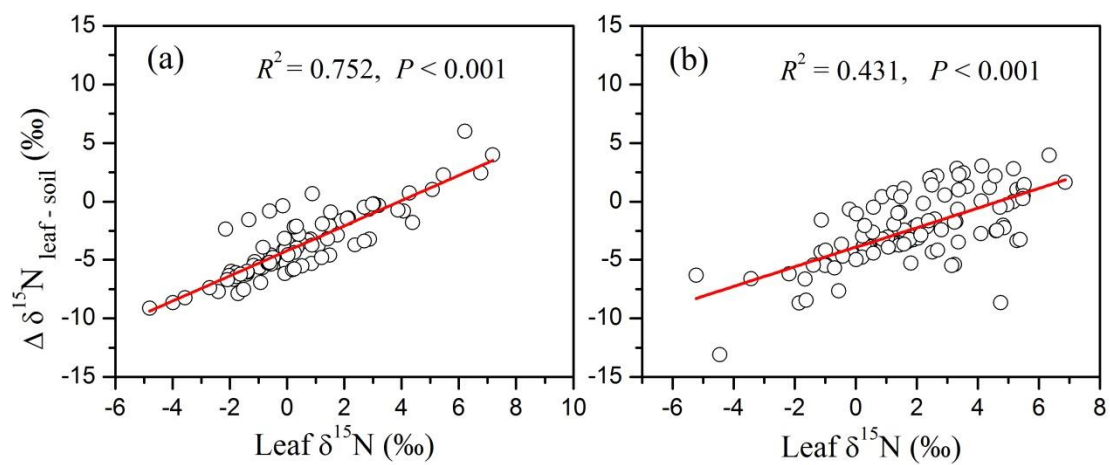 (a)
R² = 0.752, P < 0.001
15
10
5
0
-5
-10
-15
-6 -4 -2 0 2 4 6 8 10
Leaf δ¹⁵N (‰)
Δ δ¹⁵N leaf - soil (‰)
(b)
R² = 0.431, P < 0.001
15
10
5
0
-5
-10
-15
-6 -4 -2 0 2 4 6 8
Leaf δ¹⁵N (‰)